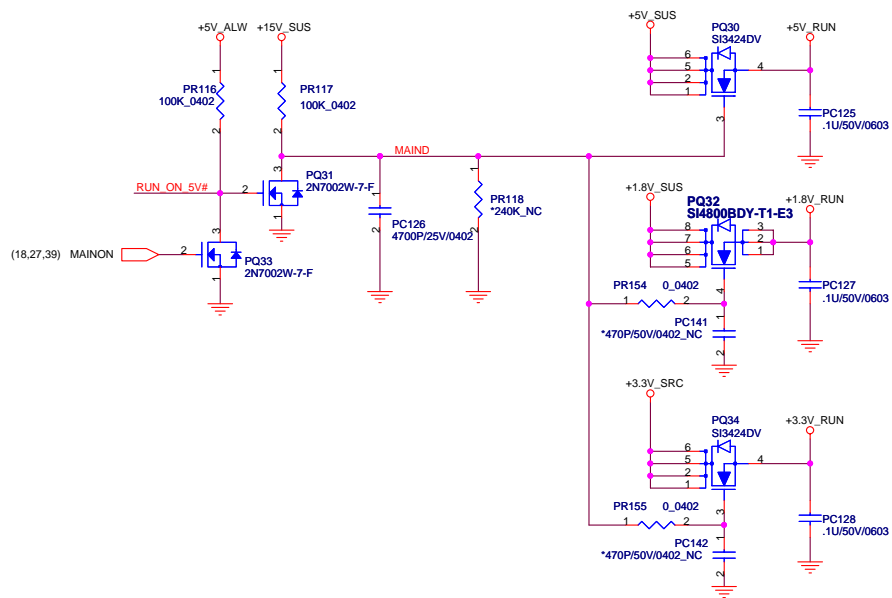 +5V_ALW
+15V_SUS
1
1
PR116
100K_0402
PR117
100K_0402
2
2
MAIND
RUN_ON_5V#
2
3
PQ31
2N7002W-7-F
1
(18,27,39)
MAINON
2
3
PQ33
2N7002W-7-F
1
1
PC126
4700P/25V/0402
2
1
PR118
*240K_NC
2
+5V_SUS
PQ30
SI3424DV
+5V_RUN
6
5
2
1
4
3
PC125
.1U/50V/0603
+1.8V_SUS
PQ32
SI4800BDY-T1-E3
+1.8V_RUN
8
7
6
5
3
2
1
4
PR154
0_0402
1
2
PC127
.1U/50V/0603
PC141
*470P/50V/0402_NC
1
2
+3.3V_SRC
PQ34
SI3424DV
+3.3V_RUN
6
5
2
1
4
3
PR155
0_0402
1
2
PC128
.1U/50V/0603
PC142
*470P/50V/0402_NC
1
2